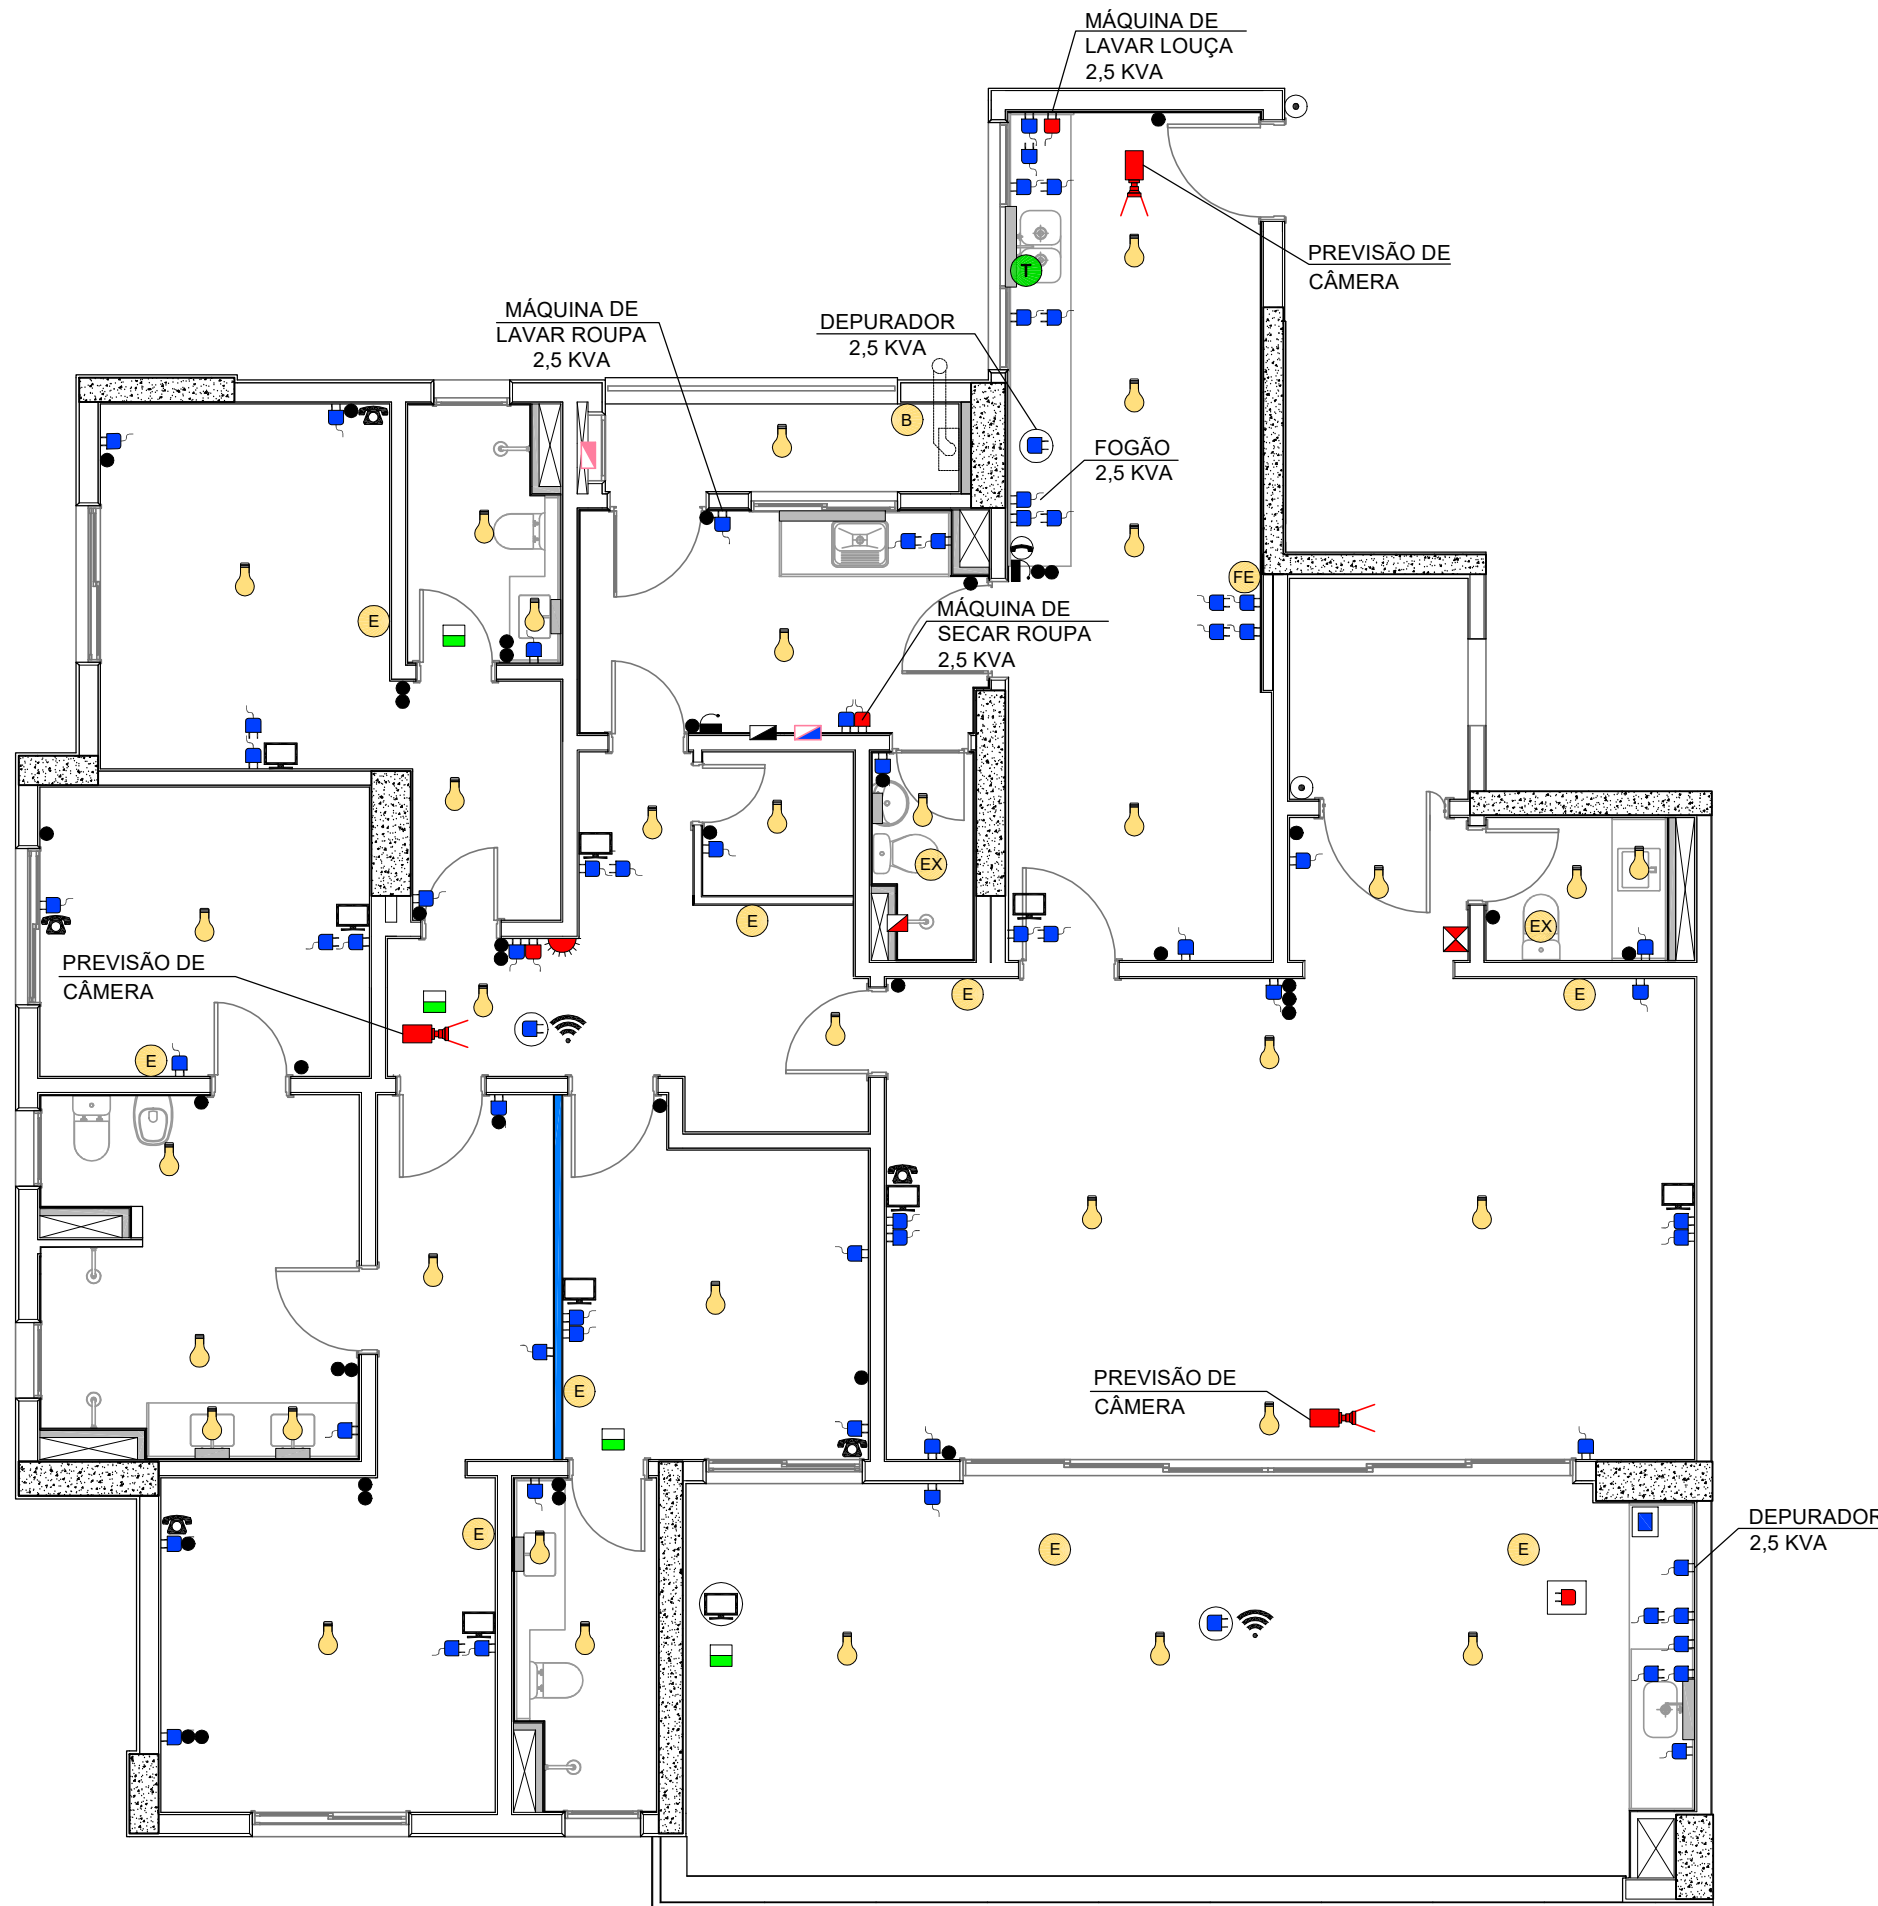 MÁQUINA DE
LAVAR LOUÇA
2,5 KVA
PREVISÃO DE
CÂMERA
T
MÁQUINA DE
LAVAR ROUPA
2,5 KVA
DEPURADOR
2,5 KVA
B
FOGÃO
2,5 KVA
FE
E
MÁQUINA DE
SECAR ROUPA
2,5 KVA
EX
E
EX
PREVISÃO DE
CÂMERA
E
E
E
PREVISÃO DE
CÂMERA
E
E
E
E
DEPURADOR
2,5 KVA